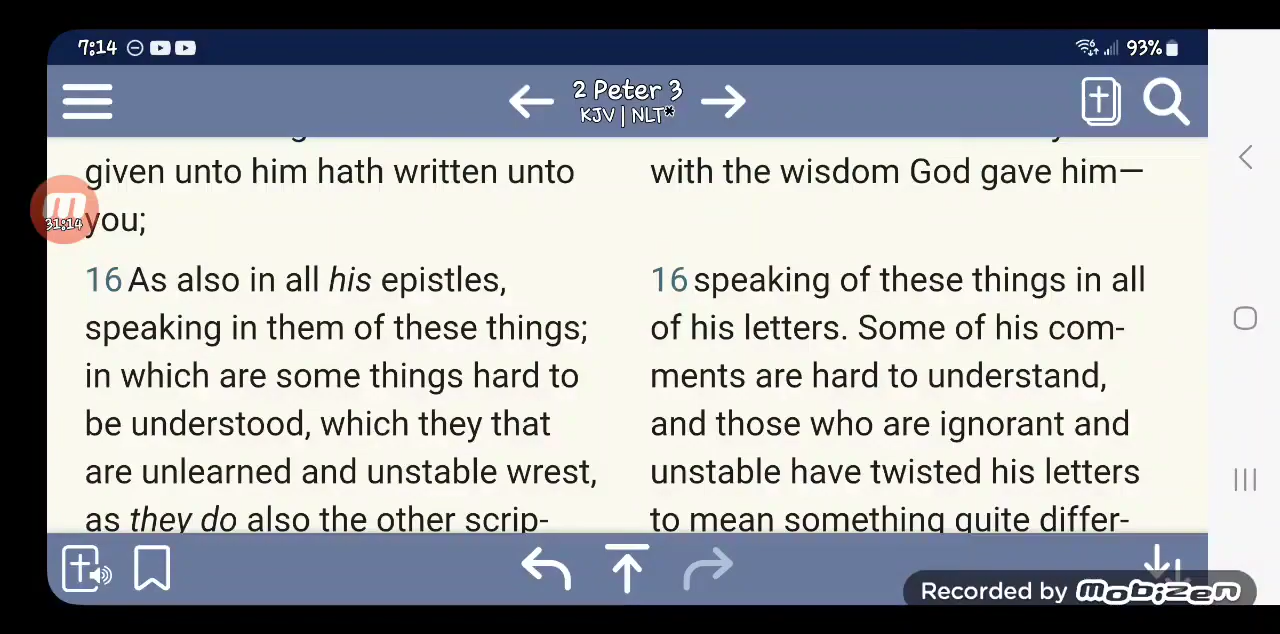 7:14 93%
2 Peter 3
KJV | NLT*
given unto him hath written unto
you;
16 As also in all his epistles,
speaking in them of these things;
in which are some things hard to
be understood, which they that
are unlearned and unstable wrest,
as they do also the other scrip-
with the wisdom God gave him—
16 speaking of these things in all
of his letters. Some of his com-
ments are hard to understand,
and those who are ignorant and
unstable have twisted his letters
to mean something quite differ-
31:14
Recorded by mobizen